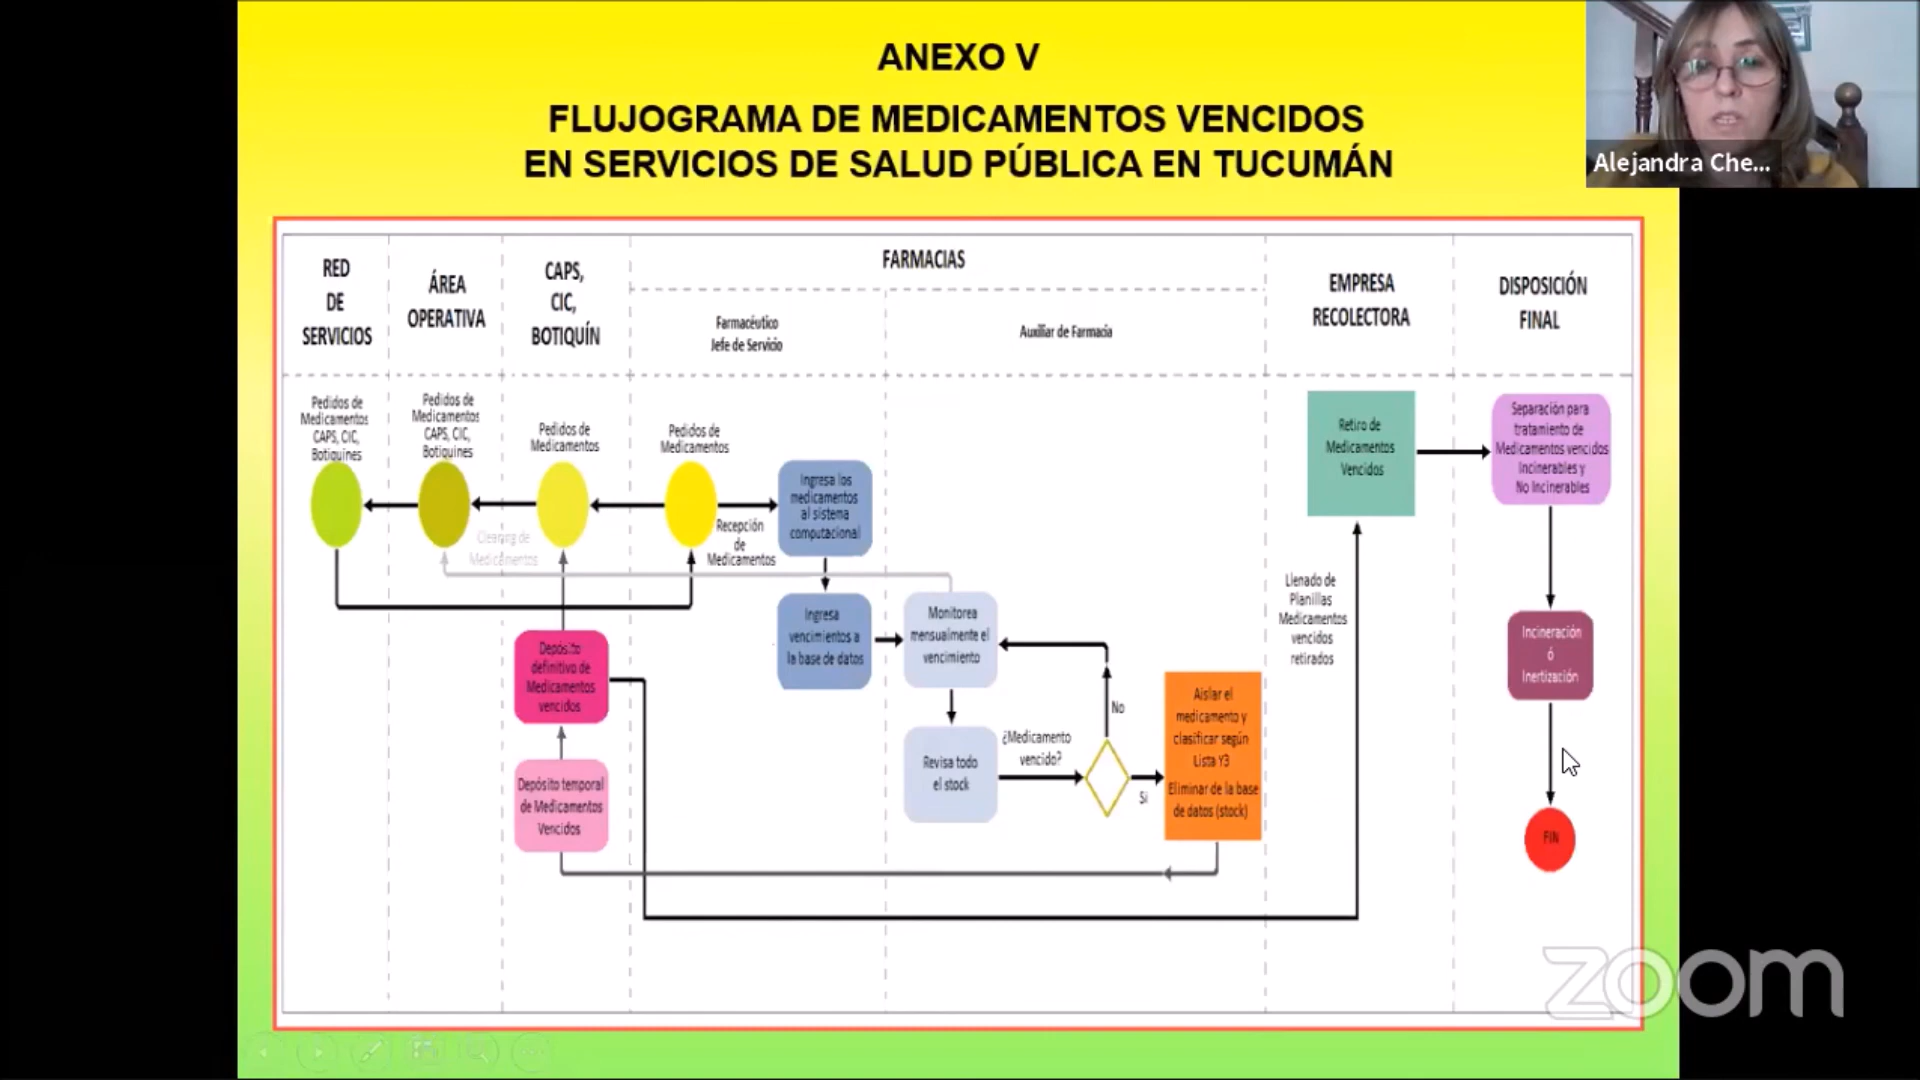 ANEXO V
FLUJOGRAMA DE MEDICAMENTOS VENCIDOS
EN SERVICIOS DE SALUD PÚBLICA EN TUCUMÁN
Alejandra Che...
RED
DE
SERVICIOS
ÁREA
OPERATIVA
CAPS,
CIC,
BOTIQUÍN
FARMACIAS
Farmacéutico
Jefe de Servicio
Auxiliar de Farmacia
EMPRESA
RECOLECTORA
DISPOSICIÓN
FINAL
Pedidos de
Medicamentos
CAPS, CIC,
Botiquines
Pedidos de
Medicamentos
CAPS, CIC,
Botiquines
Pedidos de
Medicamentos
Pedidos de
Medicamentos
Clearing de
Medicamentos
Recepción
de
Medicamentos
Ingresa los
medicamentos
al sistema
computacional
Ingresa
vencimientos a
la base de datos
Monitorea
mensualmente el
vencimiento
Revisa todo
el stock
¿Medicamento
vencido?
No
Si
Aislar el
medicamento y
clasificar según
Lista Y3
Eliminar de la base
de datos (stock)
Depósito
definitivo de
Medicamentos
vencidos
Depósito temporal
de Medicamentos
Vencidos
Llenado de
Planillas
Medicamentos
vencidos
retirados
Retiro de
Medicamentos
Vencidos
Separación para
tratamiento de
Medicamentos vencidos
Incinerables y
No Incinerables
Incineración
ó
Inertización
FIN
zoom